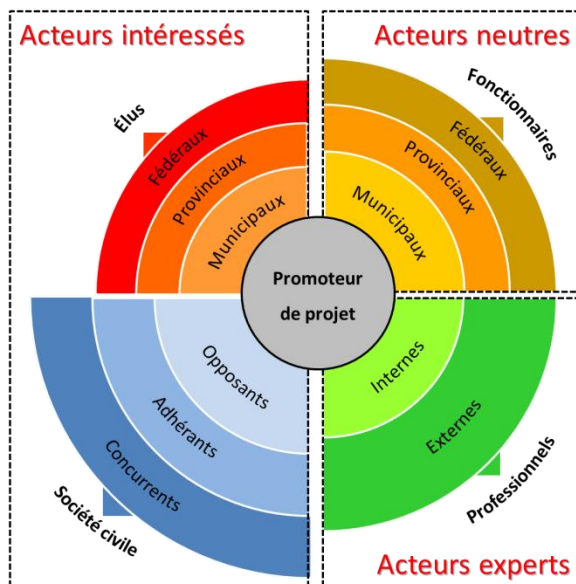 Acteurs intéressés
Acteurs neutres
Élus
Fédéraux
Provinciaux
Municipaux
Fonctionnaires
Fédéraux
Provinciaux
Municipaux
Promoteur
de projet
Opposants
Adhérants
Concurrents
Société civile
Internes
Externes
Professionnels
Acteurs experts